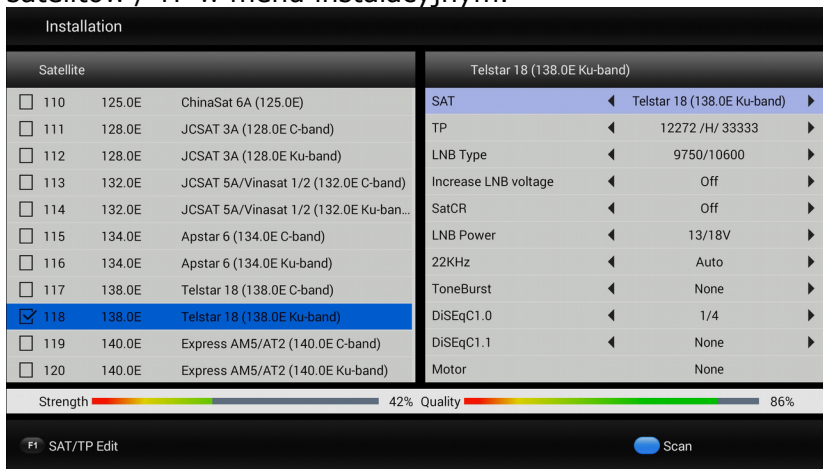 satelitów / TP w menu instalacyjnym.
Installation
Satellite
110 125.0E ChinaSat 6A (125.0E)
111 128.0E JCSAT 3A (128.0E C-band)
112 128.0E JCSAT 3A (128.0E Ku-band)
113 132.0E JCSAT 5A/Vinasat 1/2 (132.0E C-band)
114 132.0E JCSAT 5A/Vinasat 1/2 (132.0E Ku-ban...
115 134.0E Apstar 6 (134.0E C-band)
116 134.0E Apstar 6 (134.0E Ku-band)
117 138.0E Telstar 18 (138.0E C-band)
118 138.0E Telstar 18 (138.0E Ku-band)
119 140.0E Express AM5/AT2 (140.0E C-band)
120 140.0E Express AM5/AT2 (140.0E Ku-band)
Telstar 18 (138.0E Ku-band)
SAT Telstar 18 (138.0E Ku-band)
TP 12272 /H/ 33333
LNB Type 9750/10600
Increase LNB voltage Off
SatCR Off
LNB Power 13/18V
22KHz Auto
ToneBurst None
DiSEqC1.0 1/4
DiSEqC1.1 None
Motor None
Strength 42% Quality 86%
F1 SAT/TP Edit Scan